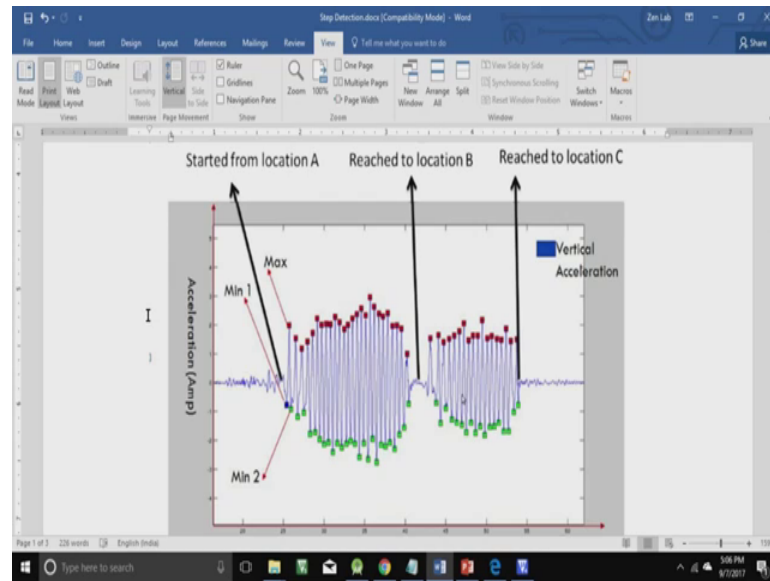 Step Detection.docx [Compatibility Mode] - Word
Zen Lab
File Home Insert Design Layout References Mailings Review View Tell me what you want to do Share
Read Mode
Print Layout
Web Layout
Outline
Draft
Views
Learning Tools
Immersive
Vertical
Side to Side
Page Movement
Ruler
Gridlines
Navigation Pane
Show
Zoom
100%
One Page
Multiple Pages
Page Width
Zoom
New Window
Arrange All
Split
View Side by Side
Synchronous Scrolling
Reset Window Position
Window
Switch Windows
Macros
Macros
Started from location A
Reached to location B
Reached to location C
Max
Min 1
Min 2
Acceleration (Amp)
Vertical
Acceleration
Page 1 of 3 228 words English (India)
Type here to search
5:06 PM
9/7/2017